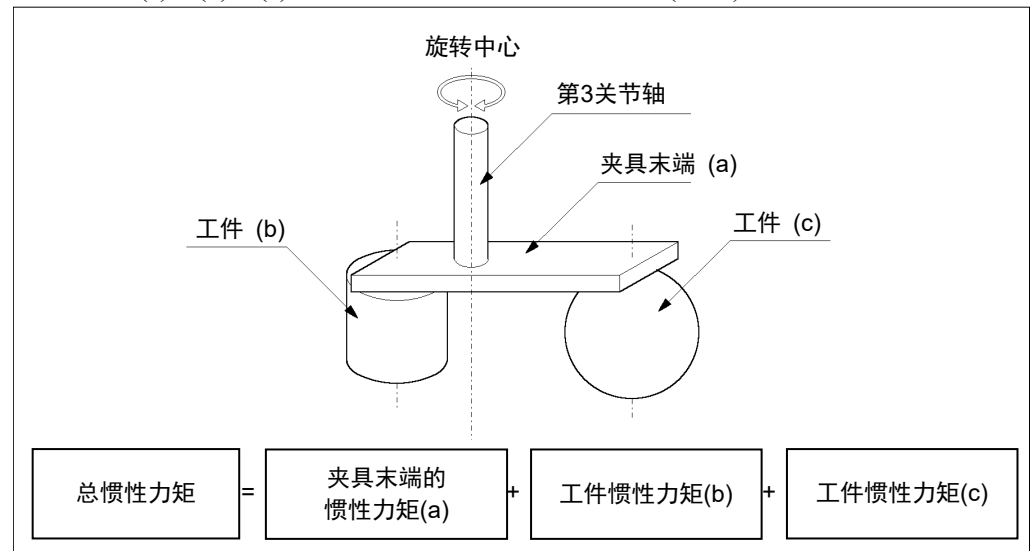 旋转中心
第3关节轴
夹具末端 (a)
工件 (b)
工件 (c)
总惯性力矩
=
夹具末端的
惯性力矩(a)
+
工件惯性力矩(b)
+
工件惯性力矩(c)